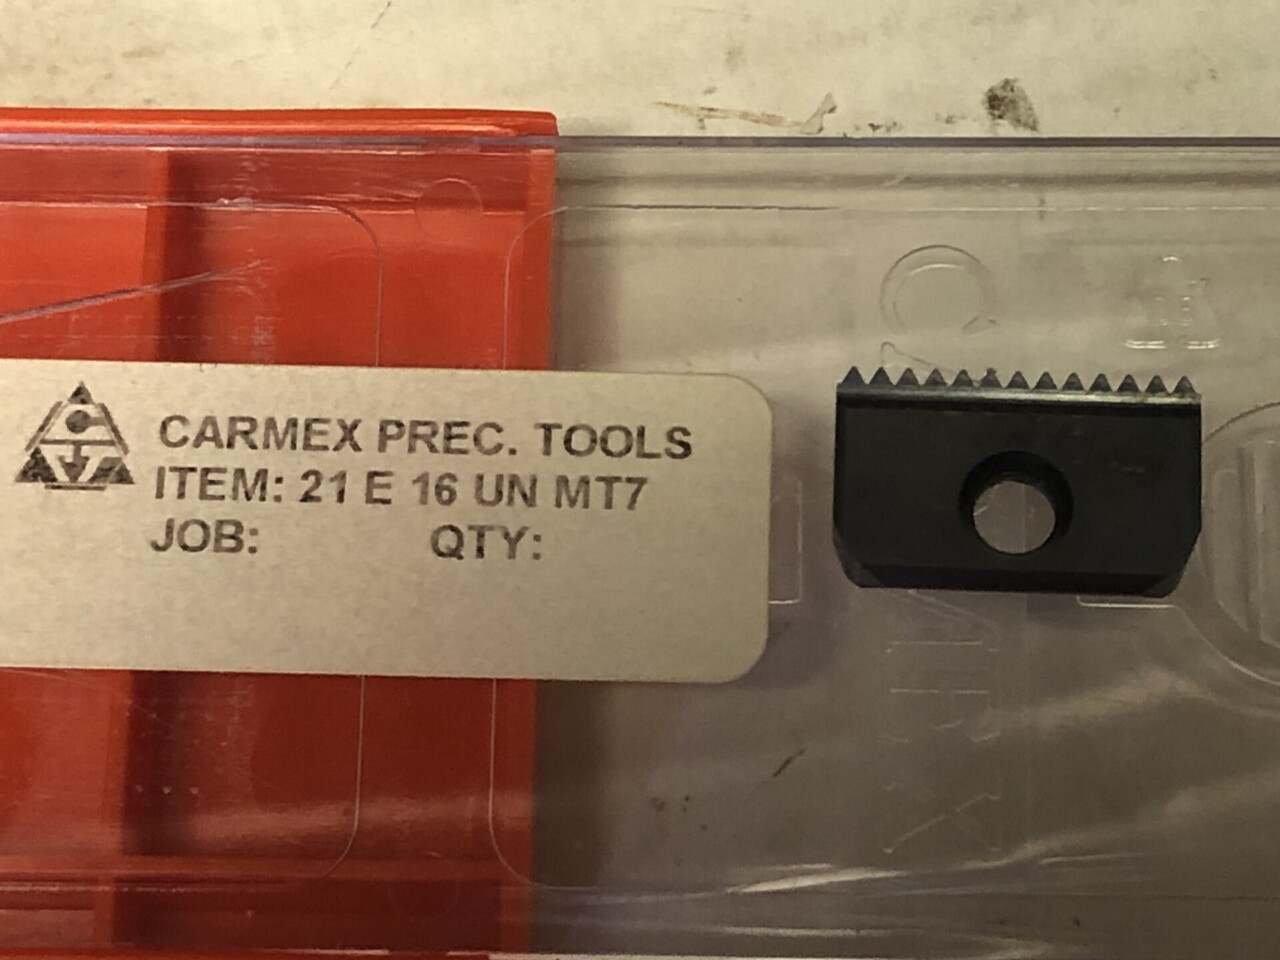 CARMEX PREC. TOOLS
ITEM: 21 E 16 UN MT7
JOB: QTY: